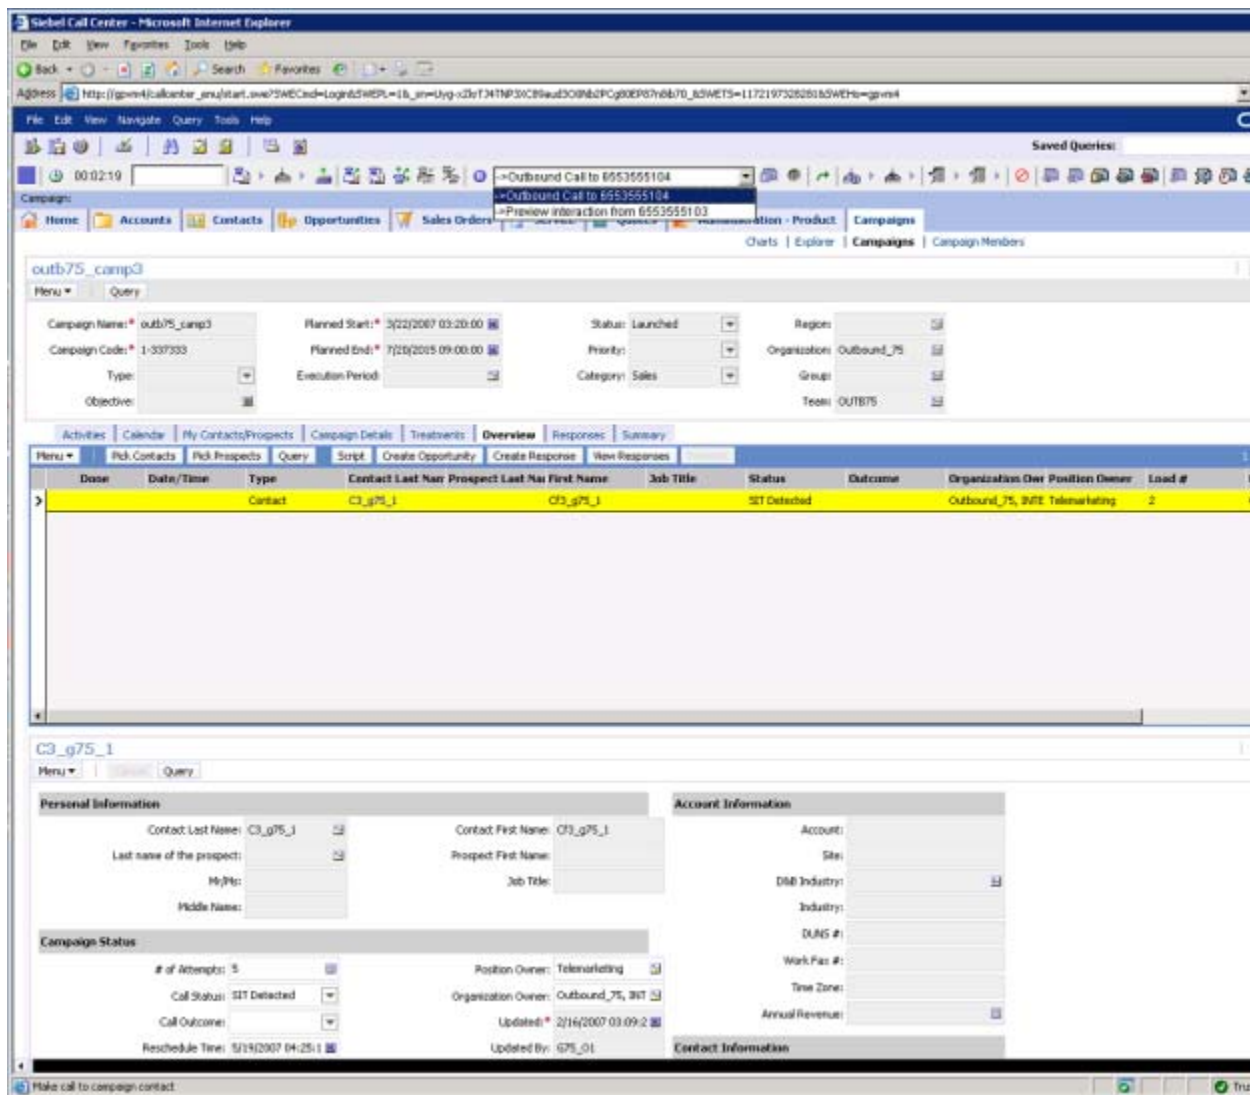 Siebel Call Center - Microsoft Internet Explorer
File Edit View Favorites Tools Help
Back Search Favorites
Address
File Edit View Navigate Query Tools Help
Saved Queries:
00:02:19 ->Outbound Call to 6553555104
->Outbound Call to 6553555104
->Preview interaction from 6553555103
Campaign:
Home Accounts Contacts Opportunities Sales Orders - Product Campaigns
Charts | Explorer | Campaigns | Campaign Members
outb75_camp3
Menu Query
Campaign Name:* outb75_camp3 Planned Start:* 3/22/2007 03:20:00 Status: Launched Region:
Campaign Code:* 1-337333 Planned End:* 7/20/2015 09:00:00 Priority: Organization: Outbound_75
Type: Execution Period: Category: Sales Group:
Objective: Team: OUTB75
Activities | Calendar | My Contacts/Prospects | Campaign Details | Treatments | Overview | Responses | Summary
Menu Pick Contacts Pick Prospects Query Script Create Opportunity Create Response View Responses
Done Date/Time Type Contact Last Nam Prospect Last Nam First Name Job Title Status Outcome Organization Owr Position Owner Load #
Contact C3_g75_1 Cf3_g75_1 SIT Detected Outbound_75, INTE Telemarketing 2
C3_g75_1
Menu Query
Personal Information Account Information
Contact Last Name: C3_g75_1 Contact First Name: Cf3_g75_1 Account:
Last name of the prospect: Prospect First Name: Site:
Mr/Ms: Job Title: D&B Industry:
Middle Name: Industry:
Campaign Status DUNS #:
# of Attempts: 5 Position Owner: Telemarketing Work Fax #:
Call Status: SIT Detected Organization Owner: Outbound_75, INT Time Zone:
Call Outcome: Updated:* 2/16/2007 03:09:2 Annual Revenue:
Reschedule Time: 5/19/2007 04:25:1 Updated By: G75_01 Contact Information
Make call to campaign contact